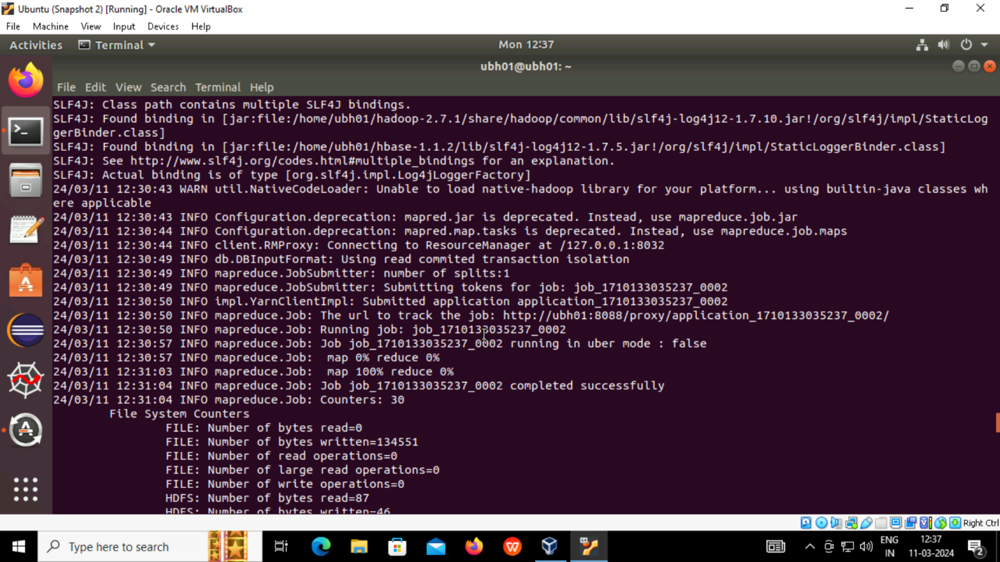 Ubuntu (Snapshot 2) [Running] - Oracle VM VirtualBox
File Machine View Input Devices Help
Activities Terminal Mon 12:37
ubh01@ubh01: ~
File Edit View Search Terminal Help
SLF4J: Class path contains multiple SLF4J bindings.
SLF4J: Found binding in [jar:file:/home/ubh01/hadoop-2.7.1/share/hadoop/common/lib/slf4j-log4j12-1.7.10.jar!/org/slf4j/impl/StaticLog
gerBinder.class]
SLF4J: Found binding in [jar:file:/home/ubh01/hbase-1.1.2/lib/slf4j-log4j12-1.7.5.jar!/org/slf4j/impl/StaticLoggerBinder.class]
SLF4J: See http://www.slf4j.org/codes.html#multiple_bindings for an explanation.
SLF4J: Actual binding is of type [org.slf4j.impl.Log4jLoggerFactory]
24/03/11 12:30:43 WARN util.NativeCodeLoader: Unable to load native-hadoop library for your platform... using builtin-java classes wh
ere applicable
24/03/11 12:30:43 INFO Configuration.deprecation: mapred.jar is deprecated. Instead, use mapreduce.job.jar
24/03/11 12:30:44 INFO Configuration.deprecation: mapred.map.tasks is deprecated. Instead, use mapreduce.job.maps
24/03/11 12:30:44 INFO client.RMProxy: Connecting to ResourceManager at /127.0.0.1:8032
24/03/11 12:30:49 INFO db.DBInputFormat: Using read commited transaction isolation
24/03/11 12:30:49 INFO mapreduce.JobSubmitter: number of splits:1
24/03/11 12:30:49 INFO mapreduce.JobSubmitter: Submitting tokens for job: job_1710133035237_0002
24/03/11 12:30:50 INFO impl.YarnClientImpl: Submitted application application_1710133035237_0002
24/03/11 12:30:50 INFO mapreduce.Job: The url to track the job: http://ubh01:8088/proxy/application_1710133035237_0002/
24/03/11 12:30:50 INFO mapreduce.Job: Running job: job_1710133035237_0002
24/03/11 12:30:57 INFO mapreduce.Job: Job job_1710133035237_0002 running in uber mode : false
24/03/11 12:30:57 INFO mapreduce.Job:  map 0% reduce 0%
24/03/11 12:31:03 INFO mapreduce.Job:  map 100% reduce 0%
24/03/11 12:31:04 INFO mapreduce.Job: Job job_1710133035237_0002 completed successfully
24/03/11 12:31:04 INFO mapreduce.Job: Counters: 30
File System Counters
FILE: Number of bytes read=0
FILE: Number of bytes written=134551
FILE: Number of read operations=0
FILE: Number of large read operations=0
FILE: Number of write operations=0
HDFS: Number of bytes read=87
HDFS: Number of bytes written=46
Right Ctrl
Type here to search
ENG 12:37
IN 11-03-2024 2